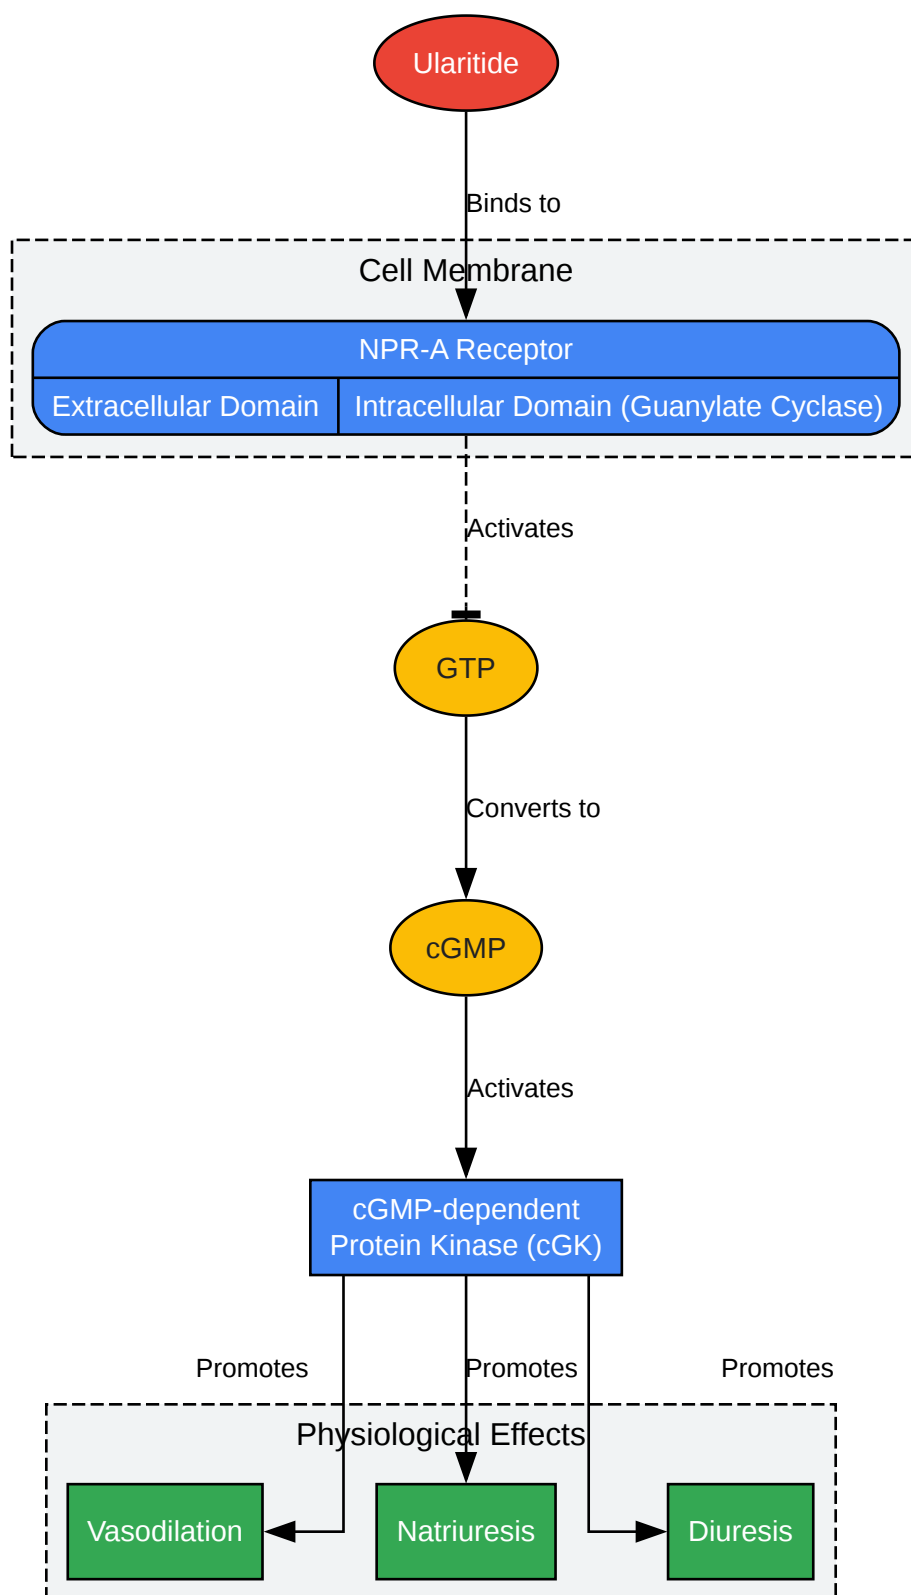 Ularitide
Binds to
Cell Membrane
NPR-A Receptor
Extracellular Domain
Intracellular Domain (Guanylate Cyclase)
Activates
GTP
Converts to
cGMP
Activates
cGMP-dependent
Protein Kinase (cGK)
Promotes
Promotes
Promotes
Physiological Effects
Vasodilation
Natriuresis
Diuresis